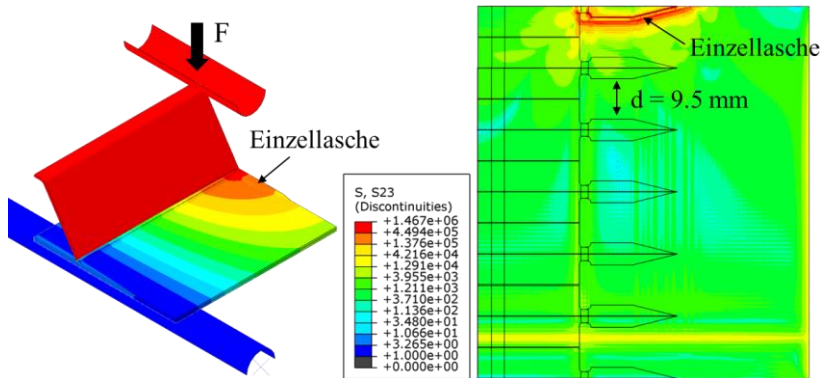 F
Einzellasche
S, S23
(Discontinuities)
+1.467e+06
+4.494e+05
+1.376e+05
+4.216e+04
+1.291e+04
+3.955e+03
+1.211e+03
+3.710e+02
+1.136e+02
+3.480e+01
+1.066e+01
+3.265e+00
+1.000e+00
+0.000e+00
Einzellasche
d = 9.5 mm